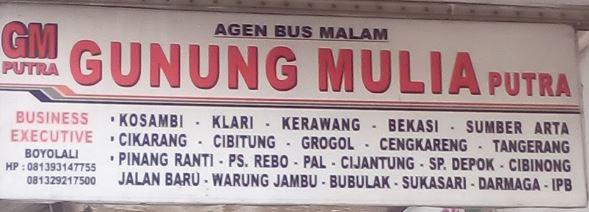 AGEN BUS MALAM
GM PUTRA
GUNUNG MULIA PUTRA
BUSINESS
EXECUTIVE
BOYOLALI
HP : 081393147755
081329217500
• KOSAMBI - KLARI - KERAWANG - BEKASI - SUMBER ARTA
• CIKARANG - CIBITUNG - GROGOL - CENGKARENG - TANGERANG
• PINANG RANTI - PS. REBO - PAL - CIJANTUNG - SP. DEPOK - CIBINONG
JALAN BARU - WARUNG JAMBU - BUBULAK - SUKASARI - DARMAGA - IPB